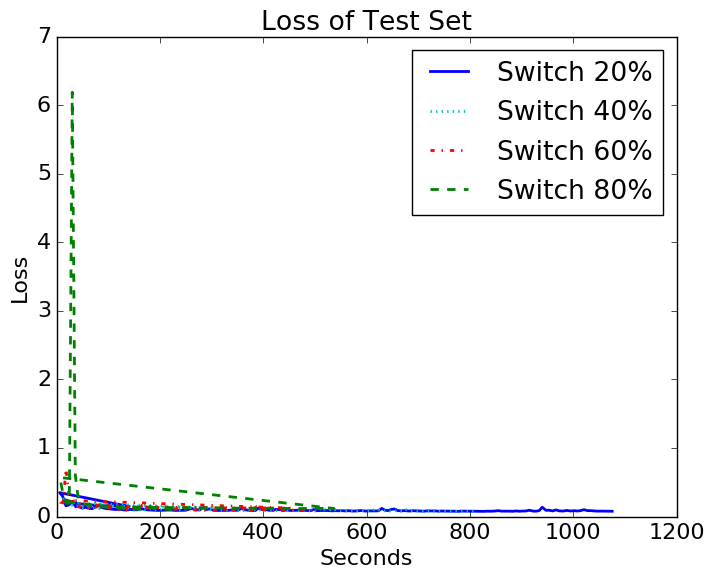 Loss of Test Set
7
6
5
4
3
2
1
0
Loss
Switch 20%
Switch 40%
Switch 60%
Switch 80%
0 200 400 600 800 1000 1200
Seconds